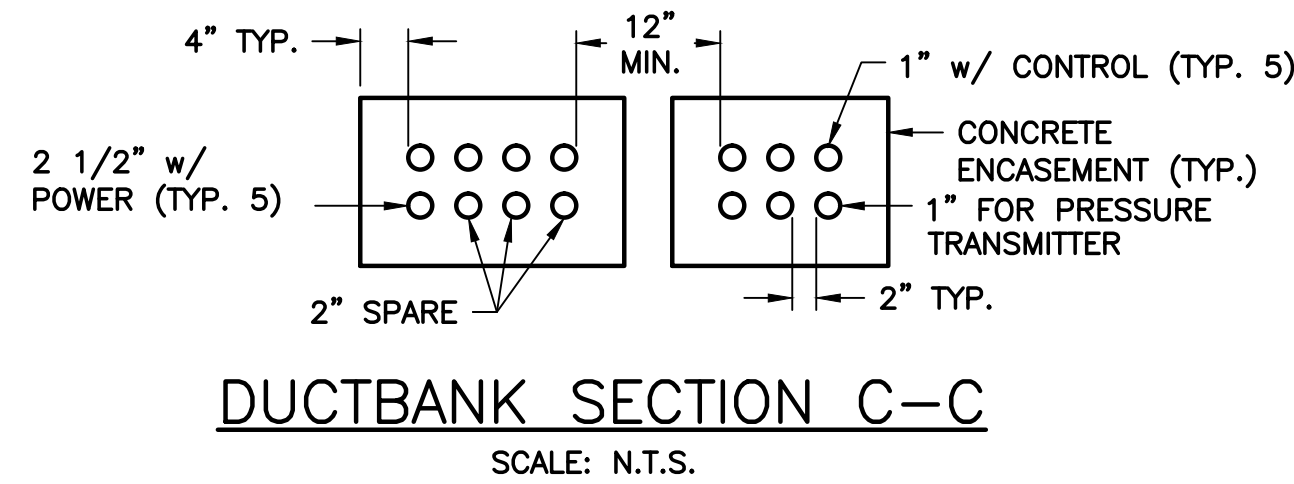 4” TYP.
12”
MIN.
1” w/ CONTROL (TYP. 5)
CONCRETE
ENCASEMENT (TYP.)
2 1/2” w/
POWER (TYP. 5)
1” FOR PRESSURE
TRANSMITTER
2” SPARE
2” TYP.
DUCTBANK SECTION C–C
SCALE: N.T.S.